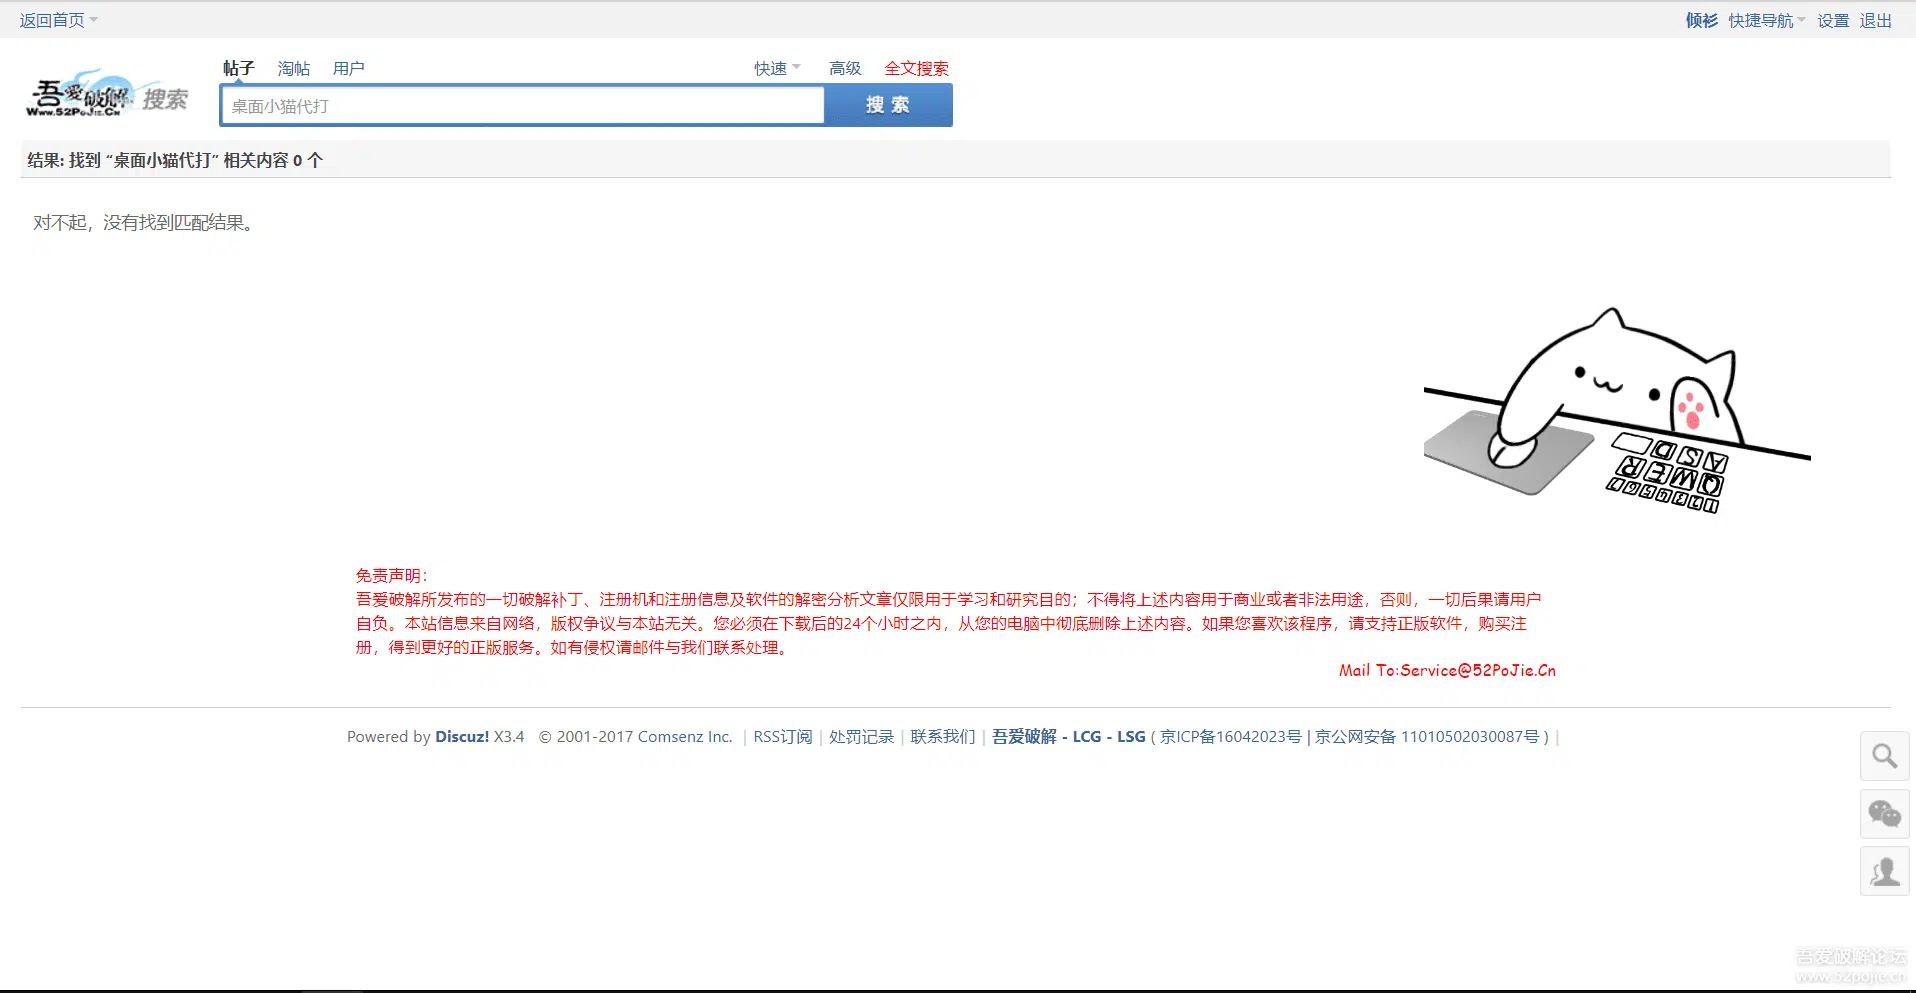 返回首页
倾衫 快捷导航 设置 退出
帖子 淘帖 用户 快速 高级 全文搜索
吾爱破解 搜索
Www.52PoJie.Cn
桌面小猫代打
搜 索
结果: 找到 “桌面小猫代打” 相关内容 0 个
对不起，没有找到匹配结果。
D S A
R E W Q
7 6 5 4 3 2 1
免责声明:
吾爱破解所发布的一切破解补丁、注册机和注册信息及软件的解密分析文章仅限用于学习和研究目的；不得将上述内容用于商业或者非法用途，否则，一切后果请用户
自负。本站信息来自网络，版权争议与本站无关。您必须在下载后的24个小时之内，从您的电脑中彻底删除上述内容。如果您喜欢该程序，请支持正版软件，购买注
册，得到更好的正版服务。如有侵权请邮件与我们联系处理。
Mail To:Service@52PoJie.Cn
Powered by Discuz! X3.4 © 2001-2017 Comsenz Inc. | RSS订阅 | 处罚记录 | 联系我们 | 吾爱破解 - LCG - LSG ( 京ICP备16042023号 | 京公网安备 11010502030087号 ) |
吾爱破解论坛
www.52pojie.cn